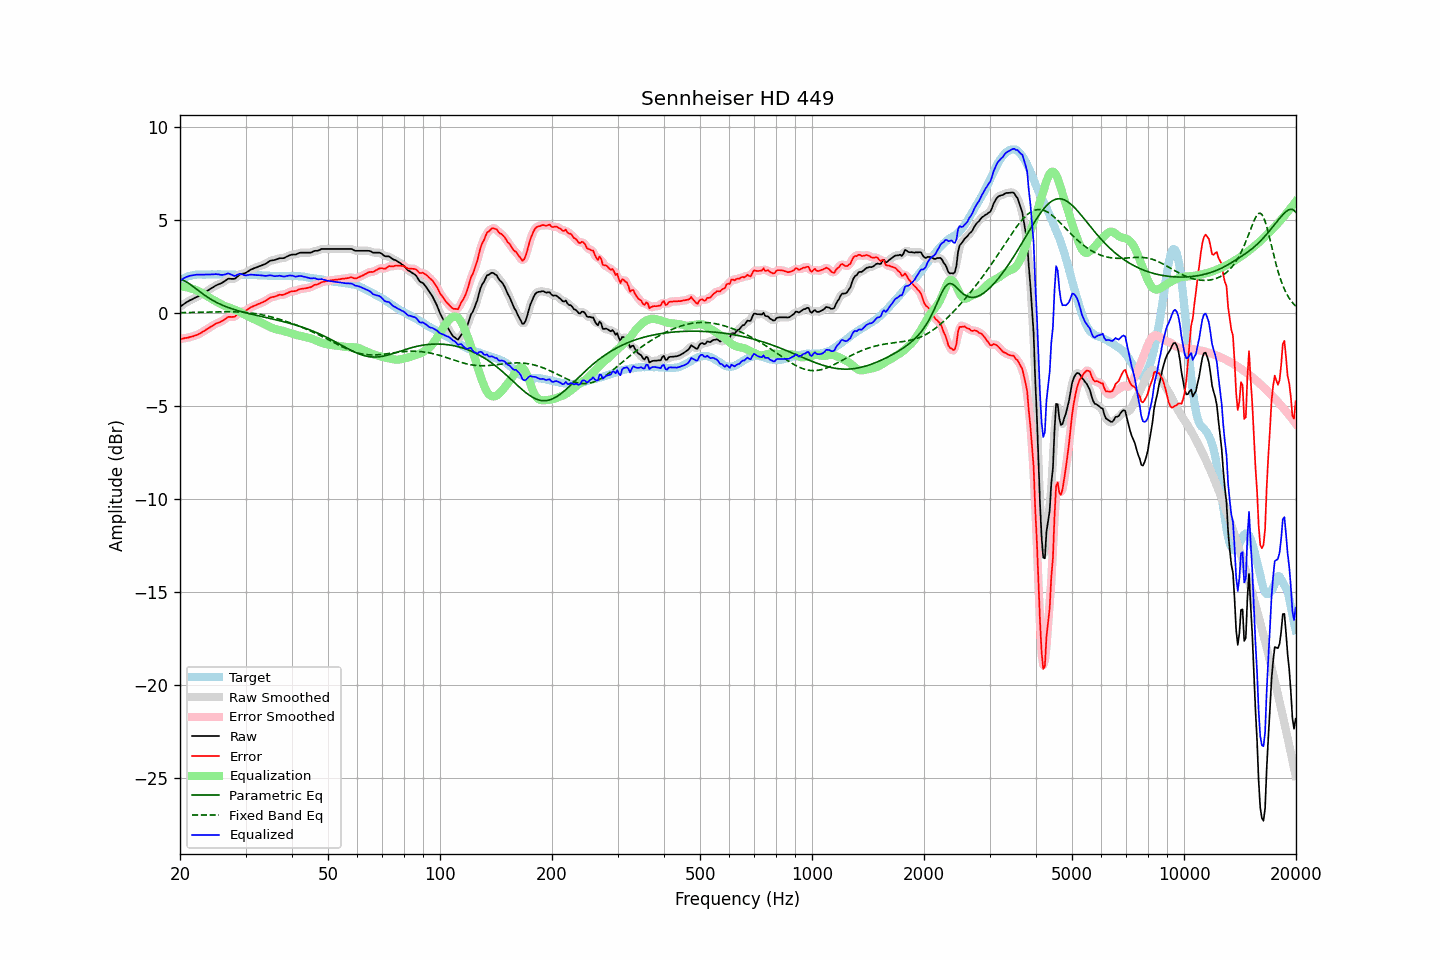 Sennheiser HD 449
10
5
0
−5
−10
−15
−20
−25
Amplitude (dBr)
Target
Raw Smoothed
Error Smoothed
Raw
Error
Equalization
Parametric Eq
Fixed Band Eq
Equalized
20 50 100 200 500 1000 2000 5000 10000 20000
Frequency (Hz)